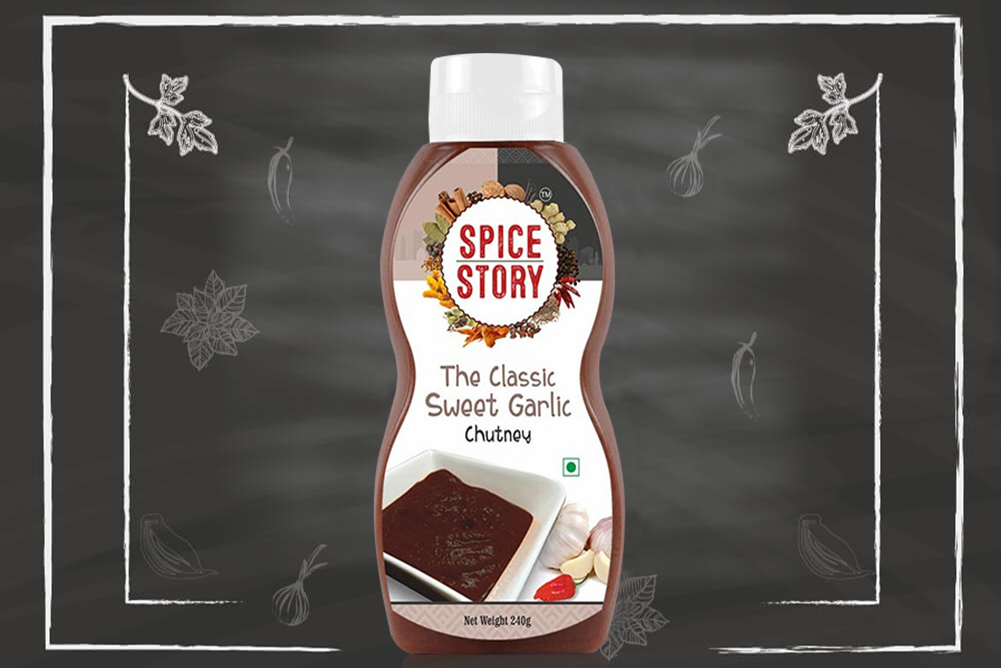 TM
SPICE
STORY
The Classic
Sweet Garlic
Chutney
Net Weight 240g